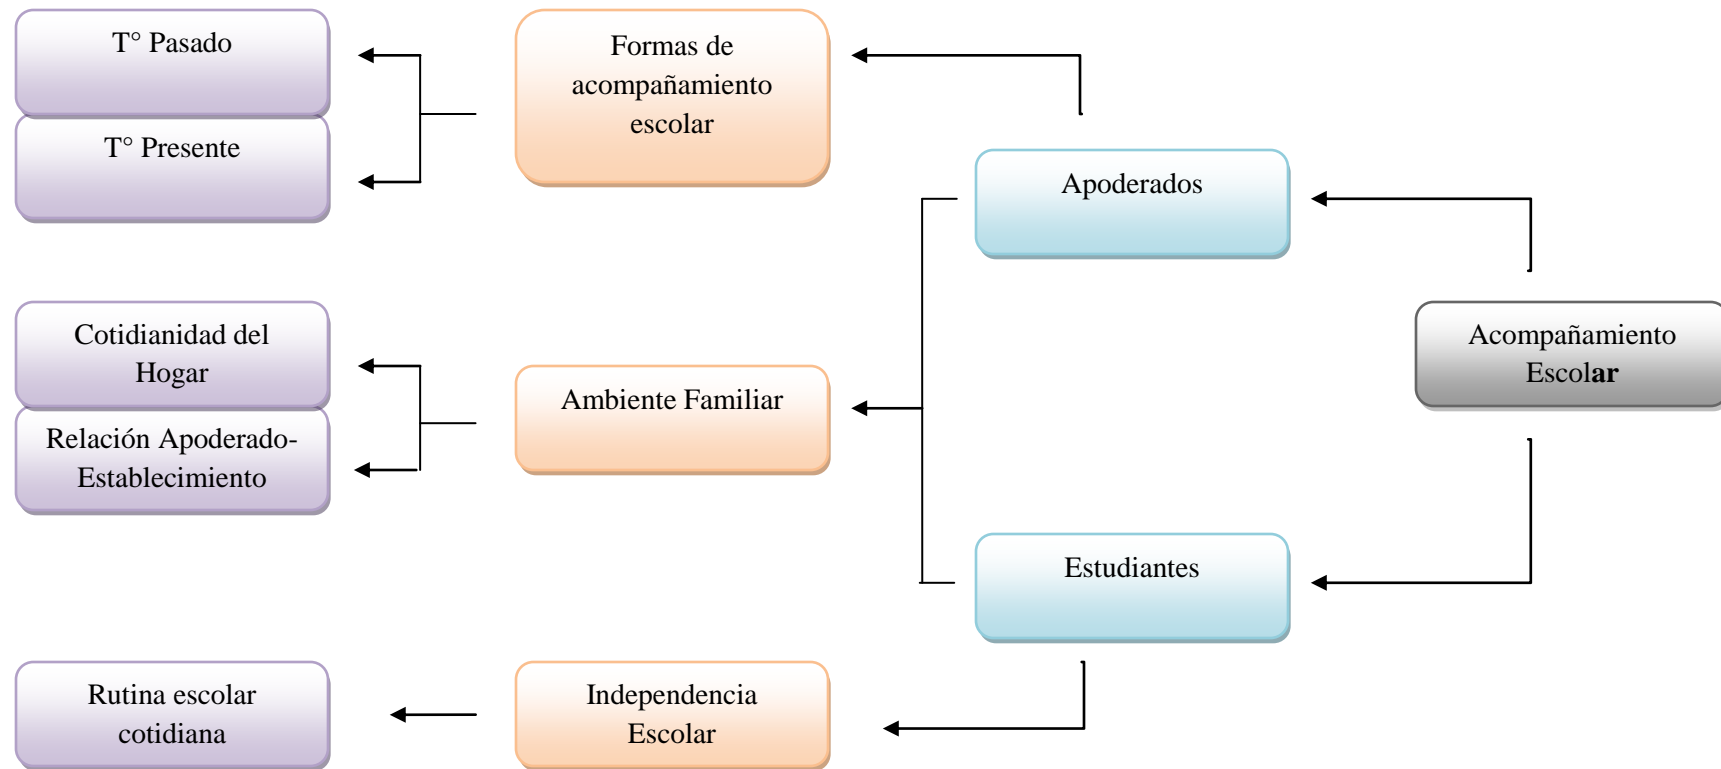 T° Pasado
T° Presente
Formas de
acompañamiento
escolar
Apoderados
Cotidianidad del
Hogar
Relación Apoderado-
Establecimiento
Ambiente Familiar
Acompañamiento
Escolar
Estudiantes
Rutina escolar
cotidiana
Independencia
Escolar